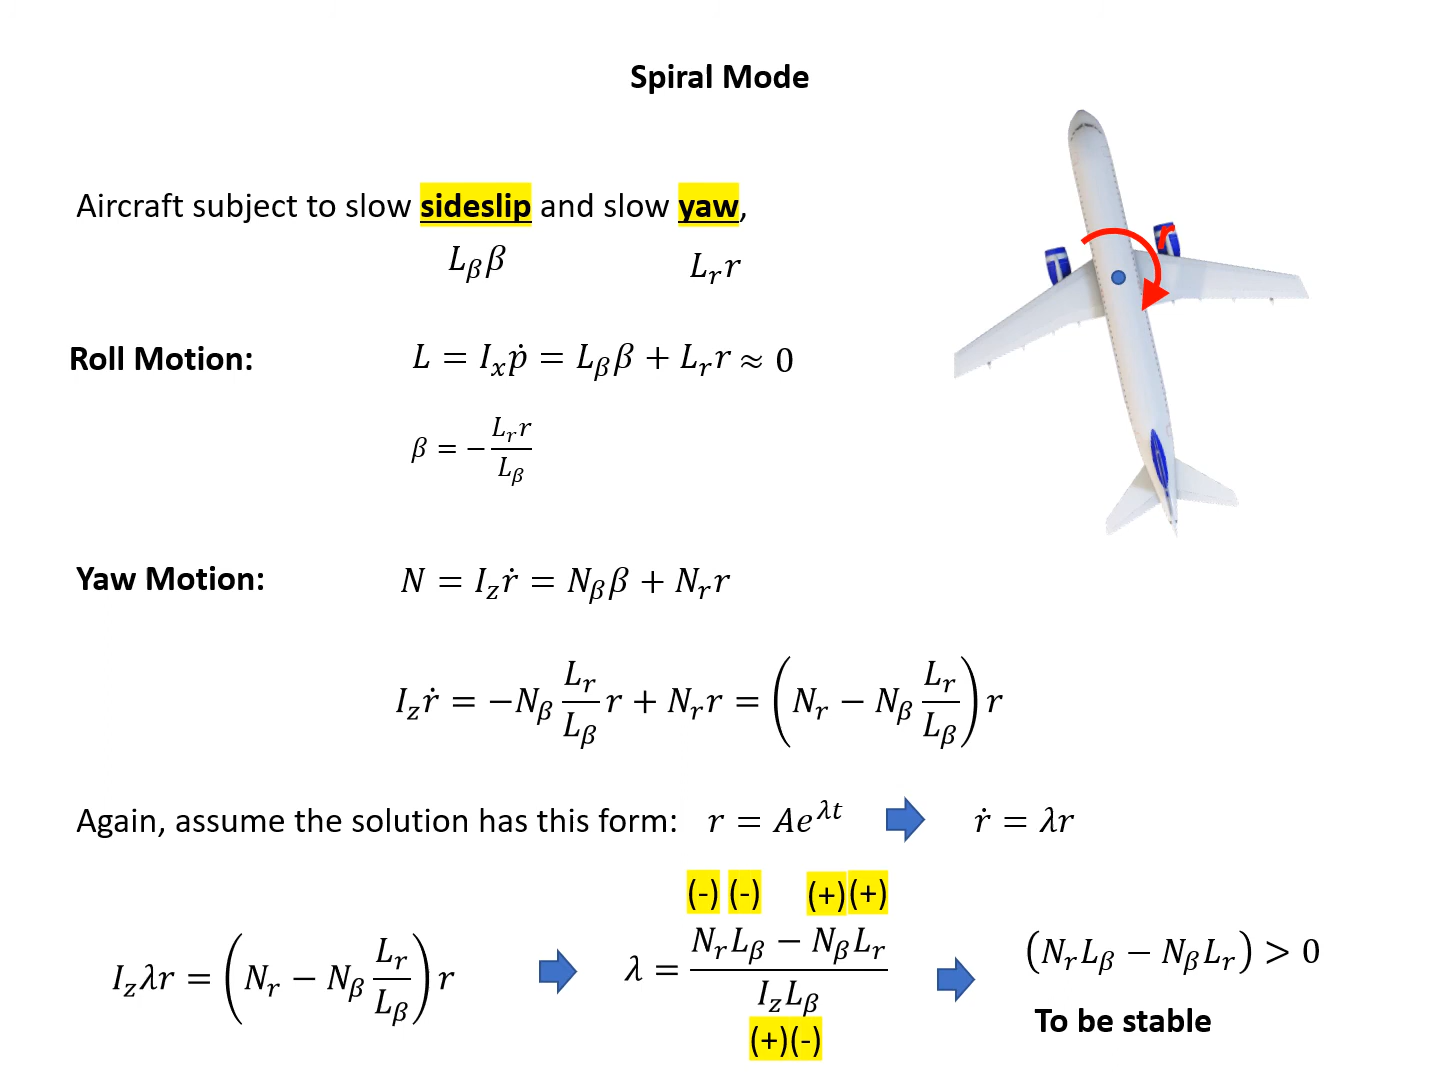 Spiral Mode
Aircraft subject to slow sideslip and slow yaw,
L_β β L_r r
r
Roll Motion: L = I_x ṗ = L_β β + L_r r ≈ 0
β = − L_r r / L_β
Yaw Motion: N = I_z ṙ = N_β β + N_r r
I_z ṙ = −N_β (L_r / L_β) r + N_r r = (N_r − N_β (L_r / L_β)) r
Again, assume the solution has this form: r = Ae^{λt} ṙ = λr
(-) (-) (+) (+)
I_z λr = (N_r − N_β (L_r / L_β)) r λ = (N_r L_β − N_β L_r) / (I_z L_β) (N_r L_β − N_β L_r) > 0
To be stable
(+)(-)